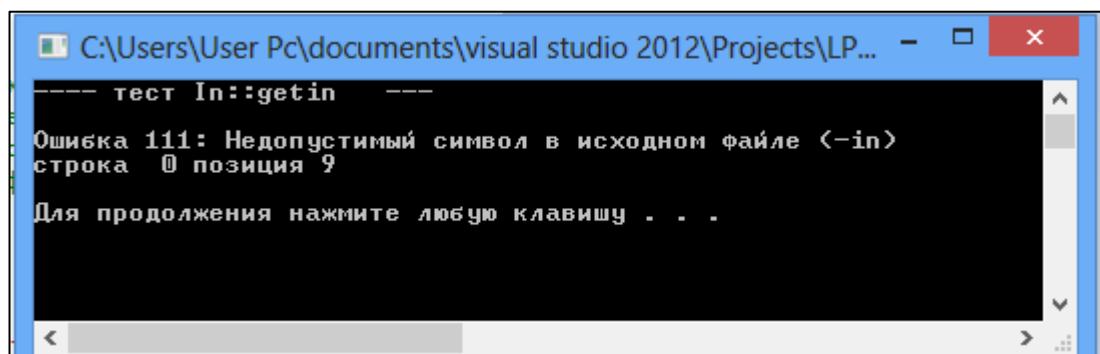 C:\Users\User Pc\documents\visual studio 2012\Projects\LP...
---- тест In::getin   ---
Ошибка 111: Недопустимый символ в исходном файле (-in)
строка  0 позиция 9
Для продолжения нажмите любую клавишу . . .